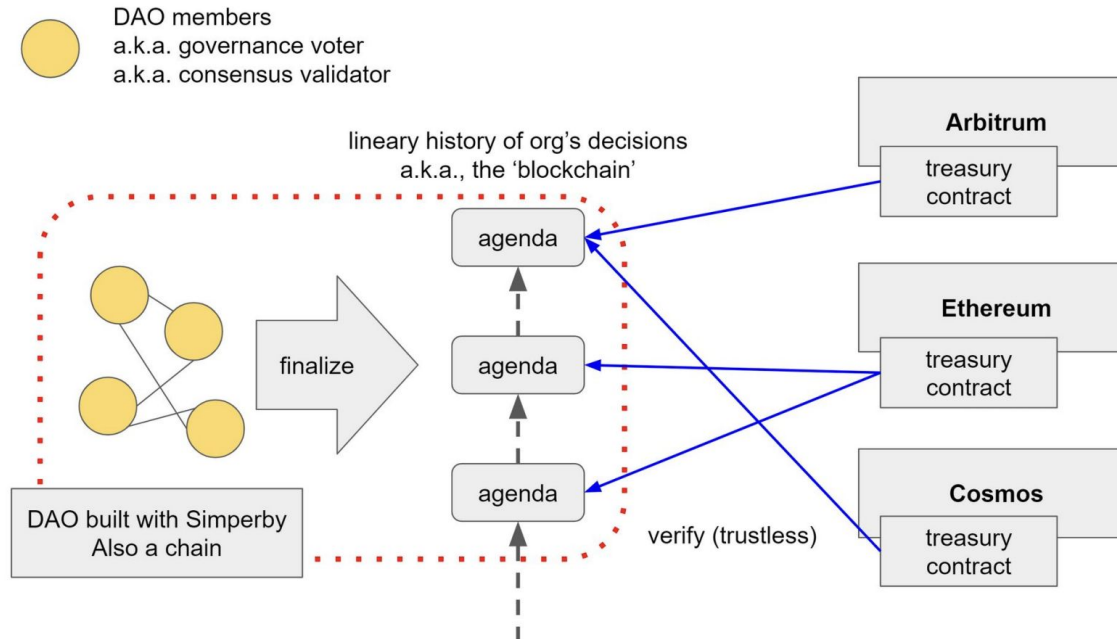 DAO members
a.k.a. governance voter
a.k.a. consensus validator
lineary history of org's decisions
a.k.a., the 'blockchain'
Arbitrum
treasury
contract
agenda
Ethereum
treasury
contract
finalize
agenda
Cosmos
treasury
contract
agenda
verify (trustless)
DAO built with Simperby
Also a chain